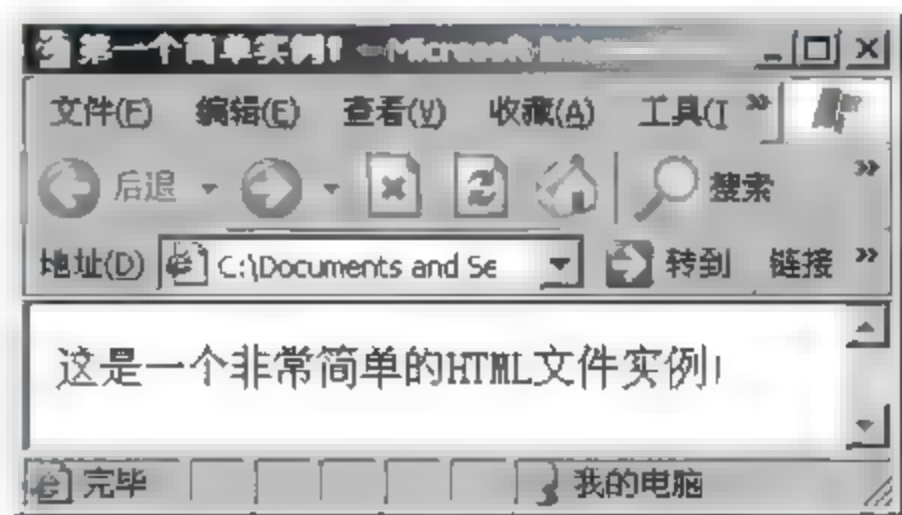 第一个简单实例! - Microsoft
文件(F) 编辑(E) 查看(V) 收藏(A) 工具(T »
后退 搜索 »
地址(D) C:\Documents and Se 转到 链接 »
这是一个非常简单的HTML文件实例!
完毕 我的电脑